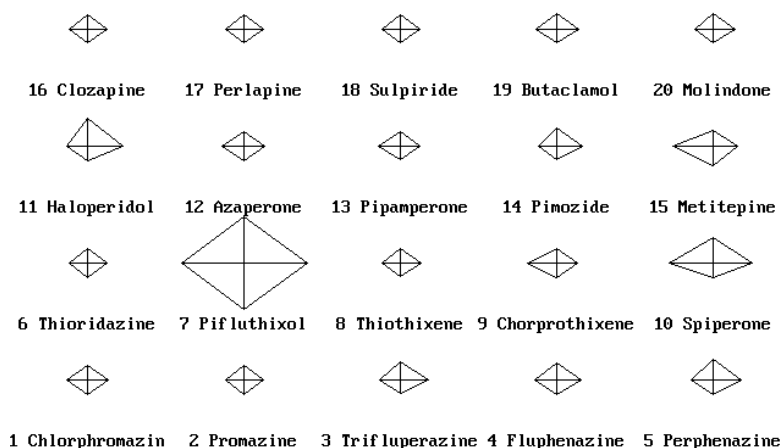 16 Clozapine 17 Perlapine 18 Sulpiride 19 Butaclamol 20 Molindone
11 Haloperidol 12 Azaperone 13 Pipamperone 14 Pimozide 15 Metitepine
6 Thioridazine 7 Pifluthixol 8 Thiothixene 9 Chorprothixene 10 Spiperone
1 Chlorphromazin 2 Promazine 3 Trifluperazine 4 Fluphenazine 5 Perphenazine